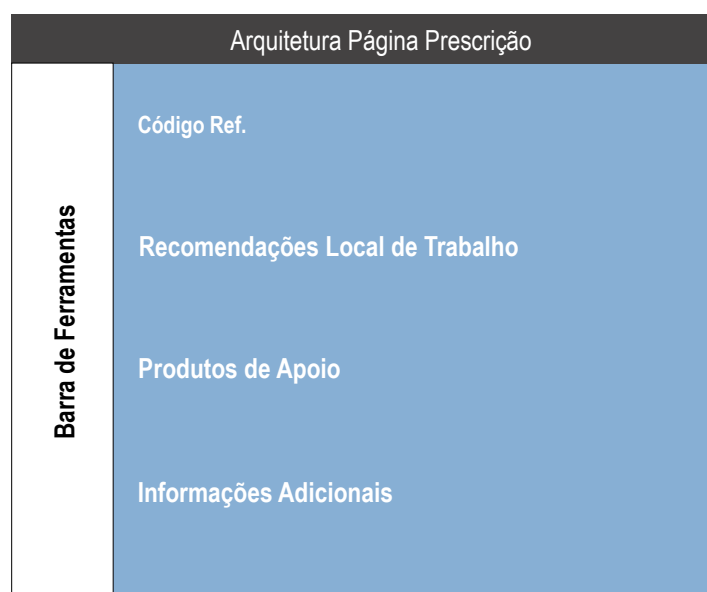 Arquitetura Página Prescrição
Barra de Ferramentas
Código Ref.
Recomendações Local de Trabalho
Produtos de Apoio
Informações Adicionais